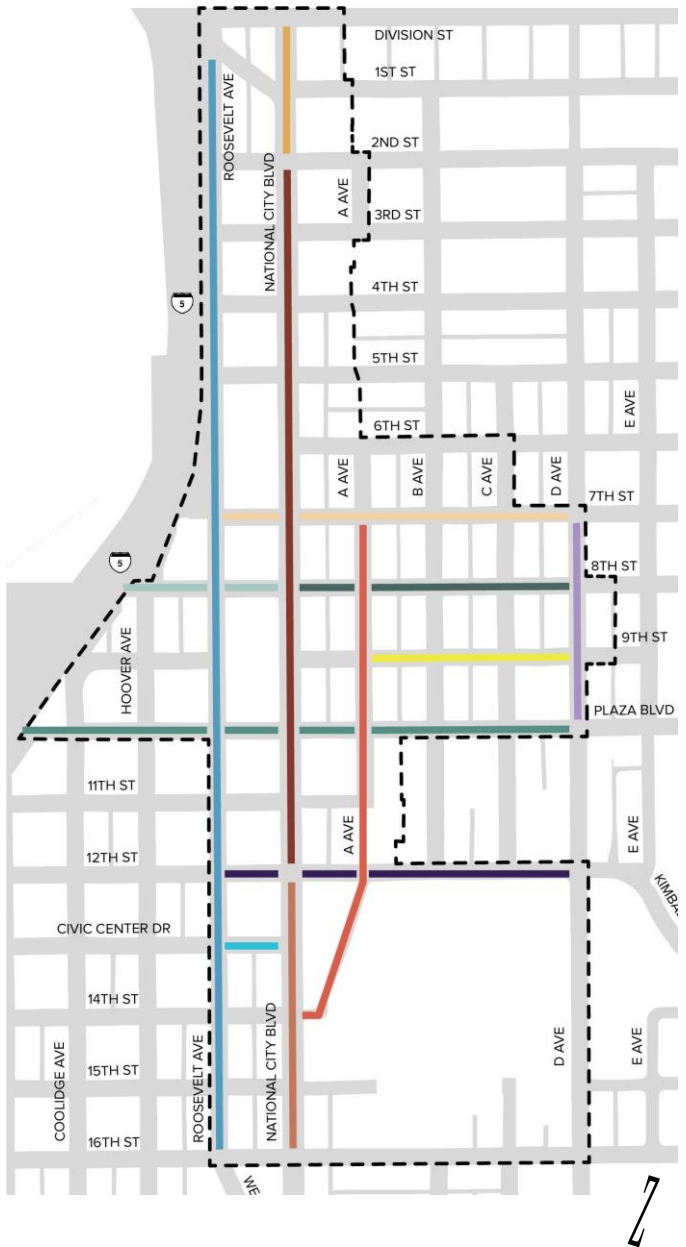 DIVISION ST
1ST ST
ROOSEVELT AVE
NATIONAL CITY BLVD
2ND ST
A AVE
3RD ST
4TH ST
5
5TH ST
6TH ST
E AVE
A AVE
B AVE
C AVE
D AVE
7TH ST
5
8TH ST
9TH ST
HOOVER AVE
PLAZA BLVD
11TH ST
A AVE
E AVE
12TH ST
CIVIC CENTER DR
14TH ST
COOLIDGE AVE
ROOSEVELT AVE
NATIONAL CITY BLVD
D AVE
E AVE
15TH ST
16TH ST
Z